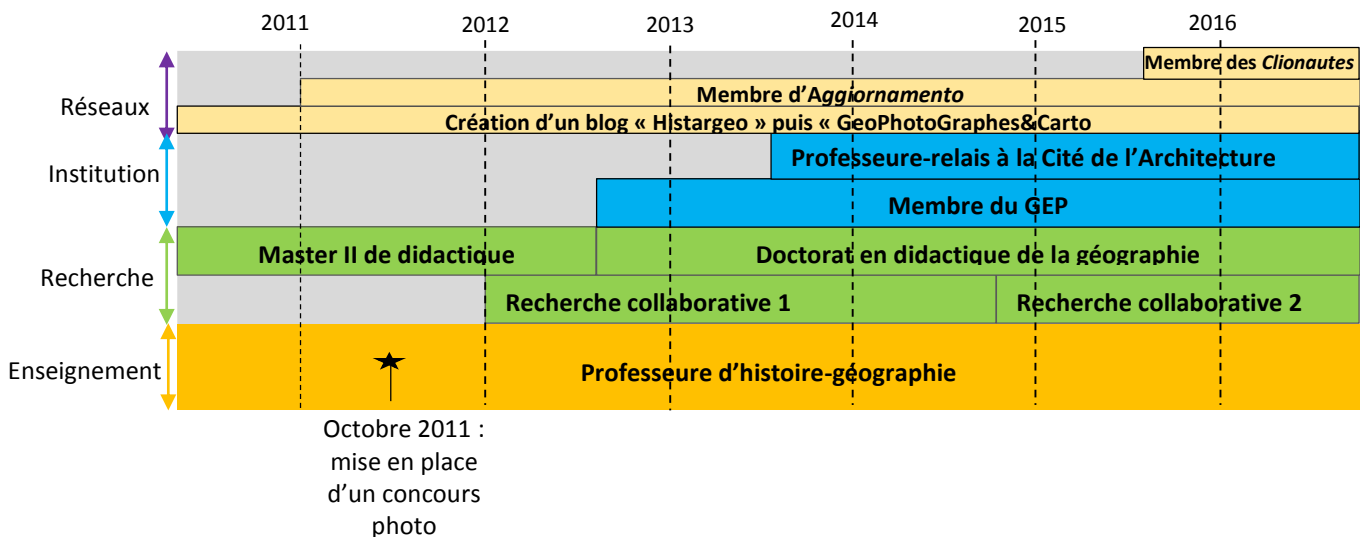 2011 2012 2013 2014 2015 2016
Membre des Clionautes
Réseaux
Membre d'Aggiornamento
Création d'un blog « Histargeo » puis « GeoPhotoGraphes&Carto
Institution
Professeure-relais à la Cité de l'Architecture
Membre du GEP
Recherche
Master II de didactique
Doctorat en didactique de la géographie
Recherche collaborative 1
Recherche collaborative 2
Enseignement
Professeure d'histoire-géographie
Octobre 2011 :
mise en place
d'un concours
photo